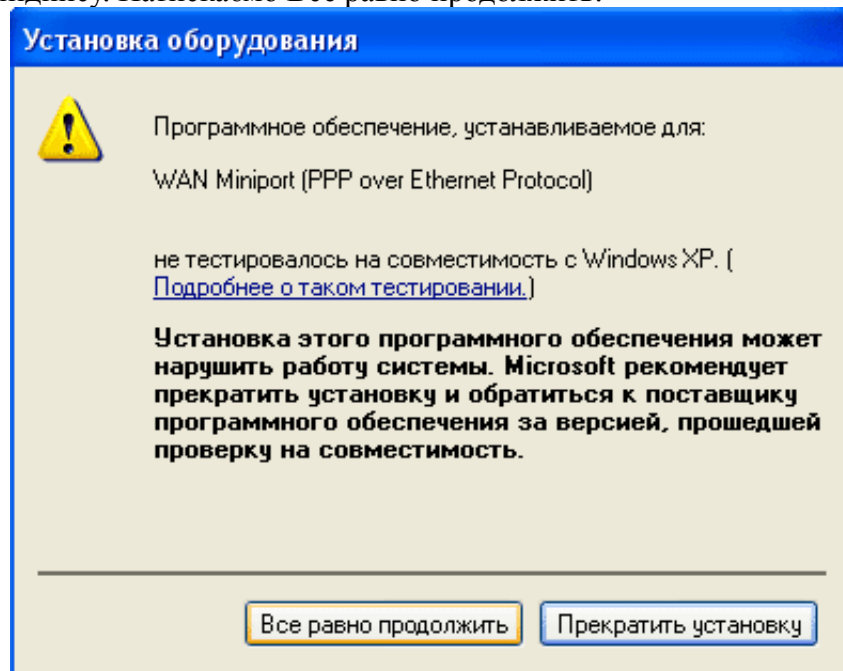 Установка оборудования
Программное обеспечение, устанавливаемое для:
WAN Miniport (PPP over Ethernet Protocol)
не тестировалось на совместимость с Windows XP. (
Подробнее о таком тестировании.)
Установка этого программного обеспечения может
нарушить работу системы. Microsoft рекомендует
прекратить установку и обратиться к поставщику
программного обеспечения за версией, прошедшей
проверку на совместимость.
Все равно продолжить Прекратить установку